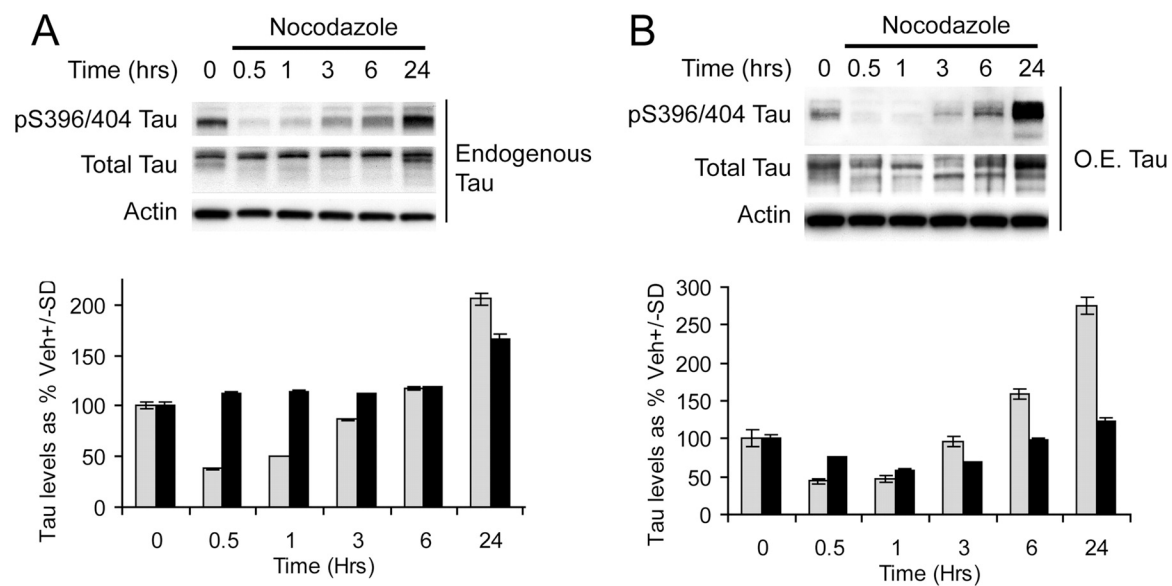 A
Nocodazole
Time (hrs) 0 0.5 1 3 6 24
pS396/404 Tau
Total Tau
Actin
Endogenous
Tau
Tau levels as % Veh+/-SD
200
150
100
50
0
0 0.5 1 3 6 24
Time (Hrs)
B
Nocodazole
Time (hrs) 0 0.5 1 3 6 24
pS396/404 Tau
Total Tau
Actin
O.E. Tau
Tau levels as % Veh+/-SD
300
250
200
150
100
50
0
0 0.5 1 3 6 24
Time (Hrs)